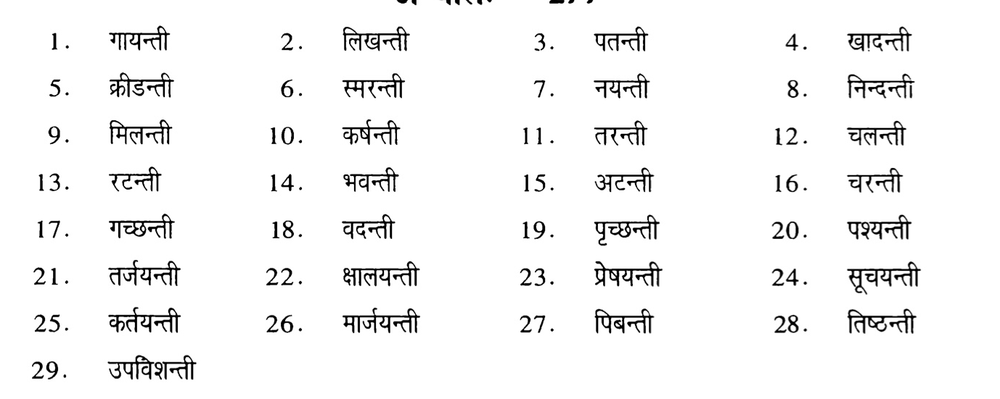 1. गायन्ती 2. लिखन्ती 3. पतन्ती 4. खादन्ती
5. क्रीडन्ती 6. स्मरन्ती 7. नयन्ती 8. निन्दन्ती
9. मिलन्ती 10. कर्षन्ती 11. तरन्ती 12. चलन्ती
13. रटन्ती 14. भवन्ती 15. अटन्ती 16. चरन्ती
17. गच्छन्ती 18. वदन्ती 19. पृच्छन्ती 20. पश्यन्ती
21. तर्जयन्ती 22. क्षालयन्ती 23. प्रेषयन्ती 24. सूचयन्ती
25. कर्तयन्ती 26. मार्जयन्ती 27. पिबन्ती 28. तिष्ठन्ती
29. उपविशन्ती